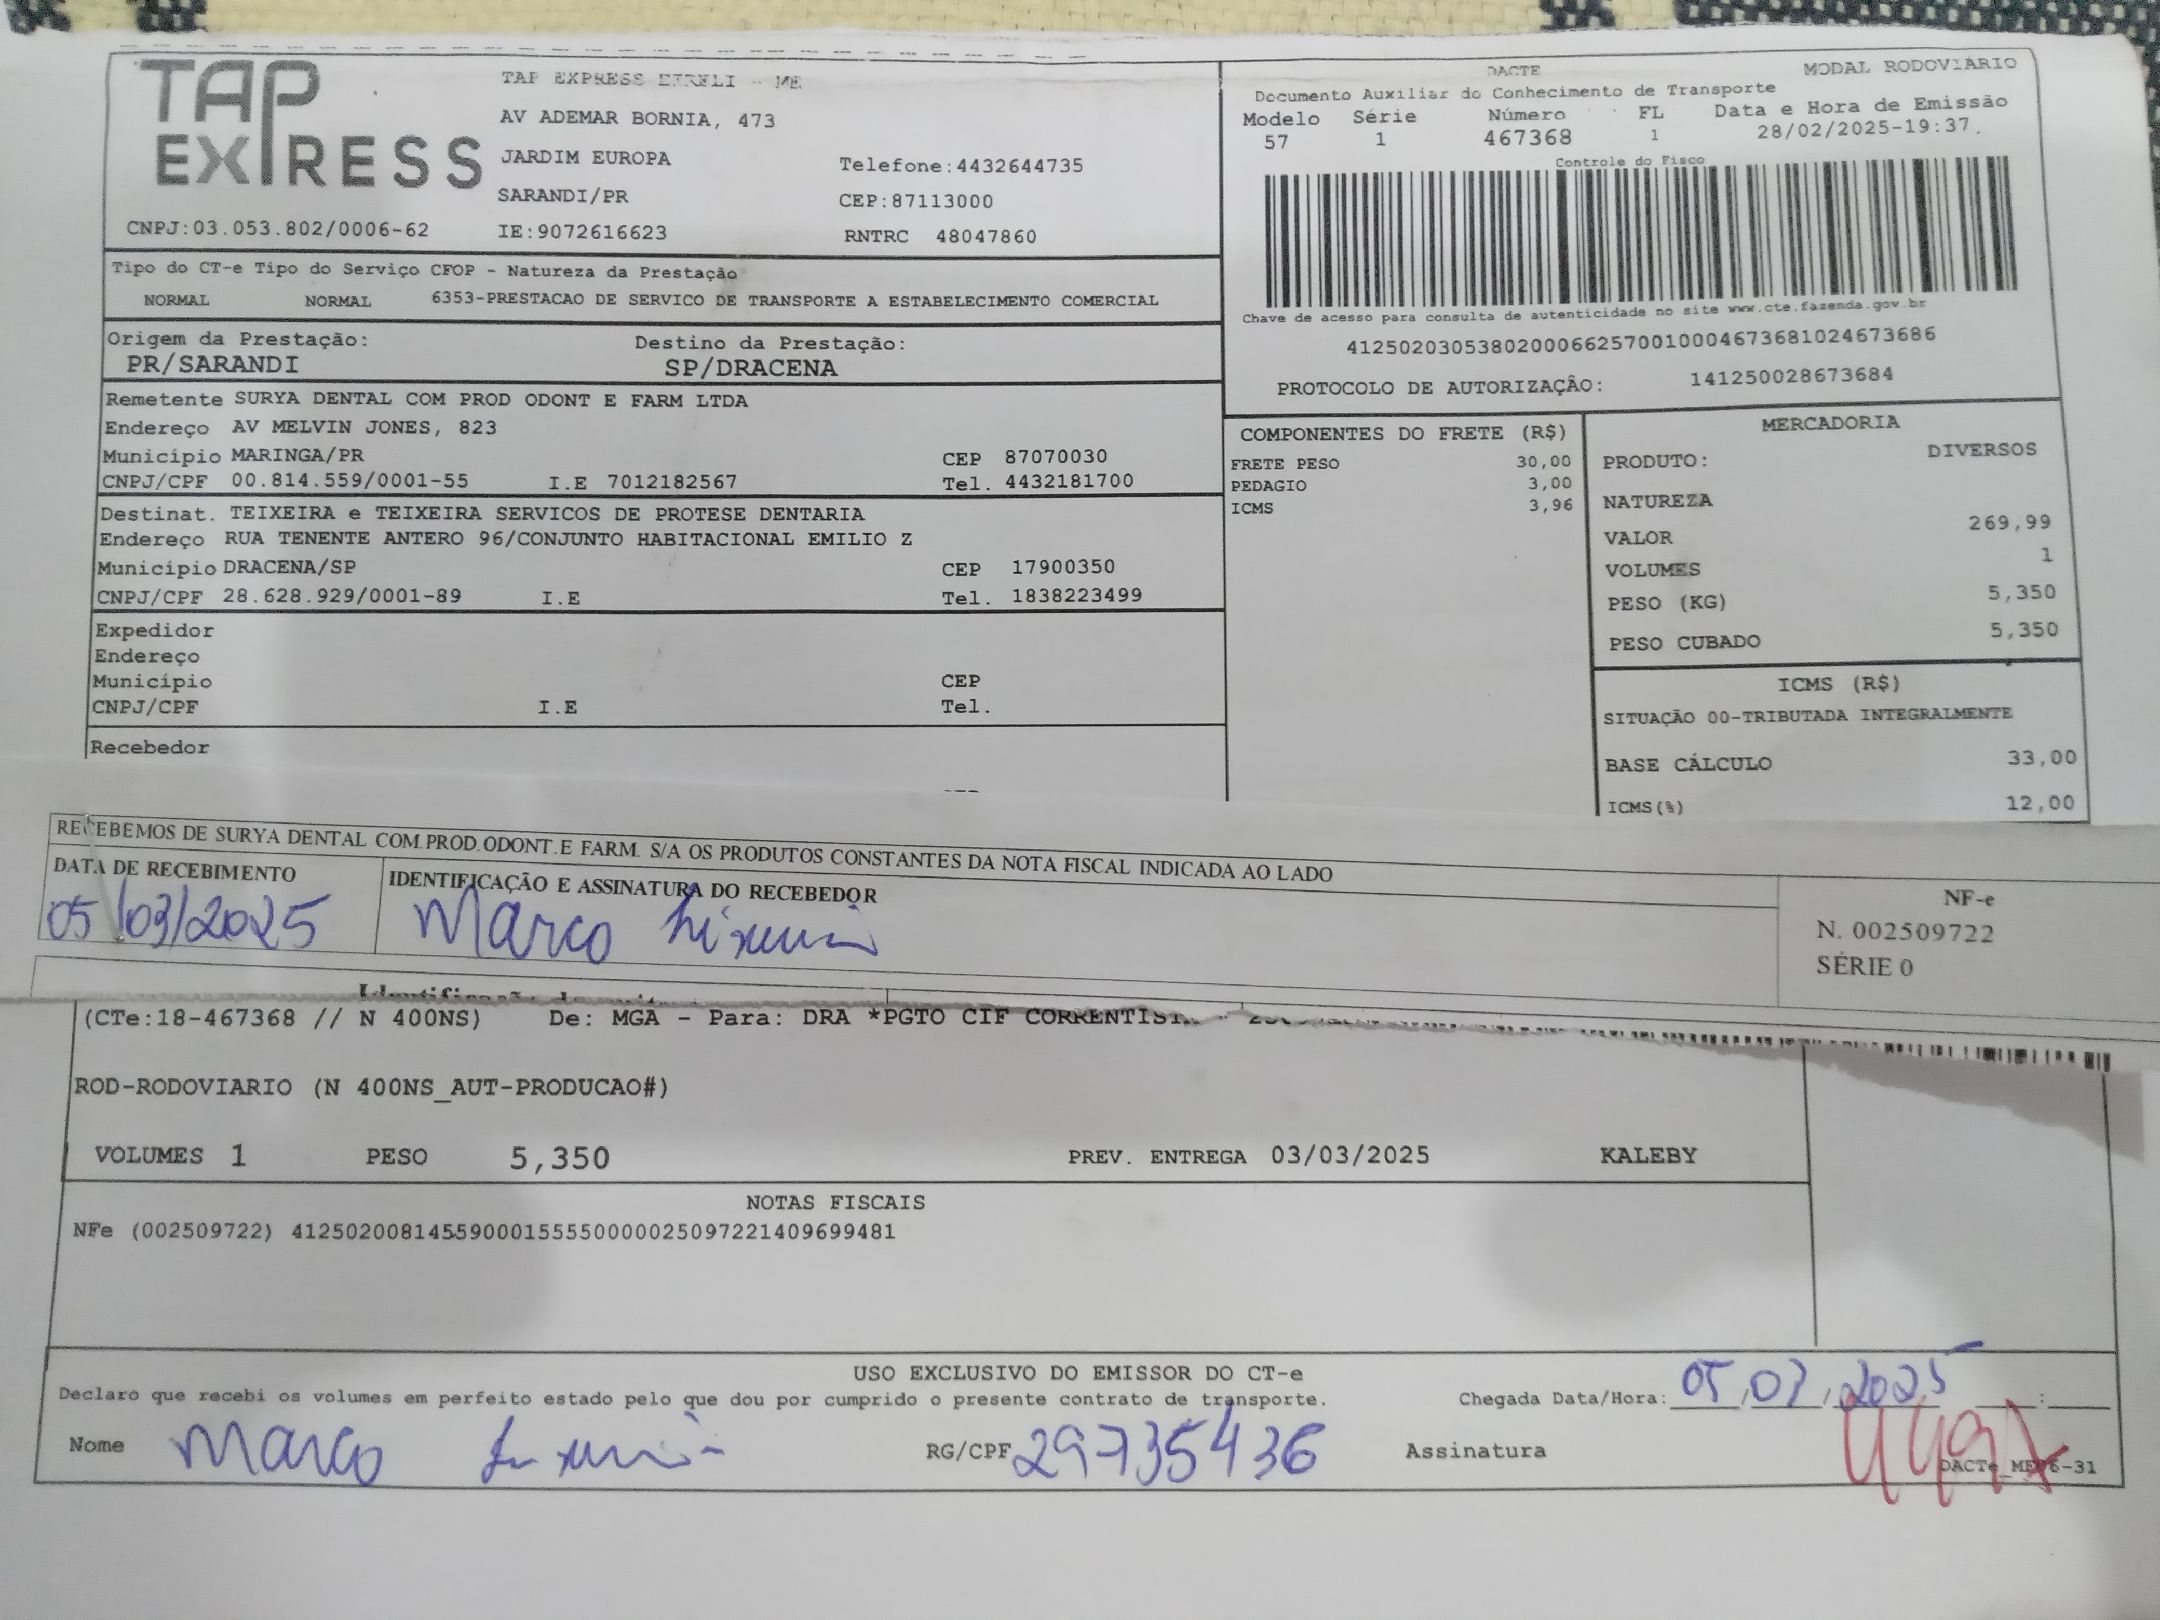 TAP EXPRESS
TAP EXPRESS EIRELI - ME
AV ADEMAR BORNIA, 473
JARDIM EUROPA Telefone:4432644735
SARANDI/PR CEP:87113000
CNPJ:03.053.802/0006-62 IE:9072616623 RNTRC 48047860
DACTE MODAL RODOVIÁRIO
Documento Auxiliar do Conhecimento de Transporte
Modelo Série Número FL Data e Hora de Emissão
57 1 467368 1 28/02/2025-19:37
Controle do Fisco
Chave de acesso para consulta de autenticidade no site www.cte.fazenda.gov.br
41250203053802000662570010004673681024673686
PROTOCOLO DE AUTORIZAÇÃO: 141250028673684
Tipo do CT-e Tipo do Serviço CFOP - Natureza da Prestação
NORMAL NORMAL 6353-PRESTACAO DE SERVICO DE TRANSPORTE A ESTABELECIMENTO COMERCIAL
Origem da Prestação: Destino da Prestação:
PR/SARANDI SP/DRACENA
Remetente SURYA DENTAL COM PROD ODONT E FARM LTDA
Endereço AV MELVIN JONES, 823
Município MARINGA/PR CEP 87070030
CNPJ/CPF 00.814.559/0001-55 I.E 7012182567 Tel. 4432181700
Destinat. TEIXEIRA e TEIXEIRA SERVICOS DE PROTESE DENTARIA
Endereço RUA TENENTE ANTERO 96/CONJUNTO HABITACIONAL EMILIO Z
Município DRACENA/SP CEP 17900350
CNPJ/CPF 28.628.929/0001-89 I.E Tel. 1838223499
Expedidor
Endereço
Município CEP
CNPJ/CPF I.E Tel.
Recebedor
COMPONENTES DO FRETE (R$)
FRETE PESO 30,00
PEDAGIO 3,00
ICMS 3,96
MERCADORIA
PRODUTO: DIVERSOS
NATUREZA
VALOR 269,99
VOLUMES 1
PESO (KG) 5,350
PESO CUBADO 5,350
ICMS (R$)
SITUAÇÃO 00-TRIBUTADA INTEGRALMENTE
BASE CÁLCULO 33,00
ICMS(%) 12,00
RECEBEMOS DE SURYA DENTAL COM.PROD.ODONT.E FARM. S/A OS PRODUTOS CONSTANTES DA NOTA FISCAL INDICADA AO LADO
DATA DE RECEBIMENTO IDENTIFICAÇÃO E ASSINATURA DO RECEBEDOR
05/03/2025 Marco
NF-e
N. 002509722
SÉRIE 0
(CTe:18-467368 // N 400NS) De: MGA - Para: DRA *PGTO CIF
ROD-RODOVIARIO (N 400NS_AUT-PRODUCAO#)
VOLUMES 1 PESO 5,350 PREV. ENTREGA 03/03/2025 KALEBY
NOTAS FISCAIS
NFe (002509722) 41250200814559000155550000025097221409699481
USO EXCLUSIVO DO EMISSOR DO CT-e
Declaro que recebi os volumes em perfeito estado pelo que dou por cumprido o presente contrato de transporte. Chegada Data/Hora: 05/03/2025 :
Nome Marco RG/CPF 29735436 Assinatura